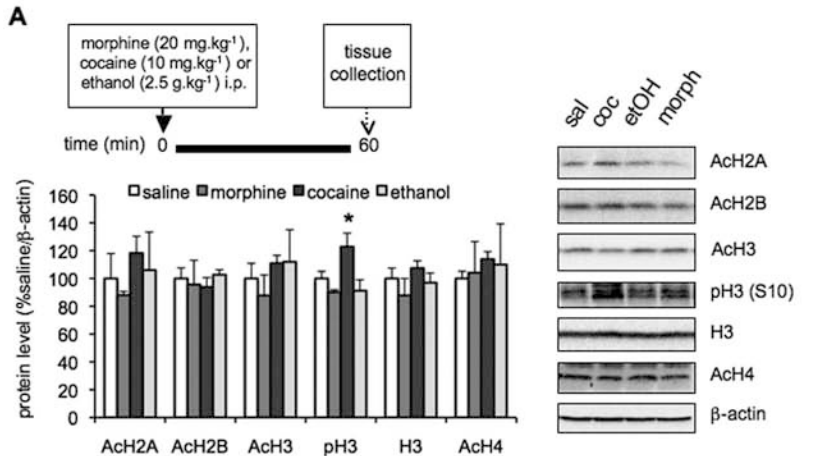 A
morphine (20 mg.kg-1),
cocaine (10 mg.kg-1) or
ethanol (2.5 g.kg-1) i.p.
tissue
collection
time (min) 0 60
protein level (%saline/β-actin)
160
140
120
100
80
60
40
20
0
saline morphine cocaine ethanol
*
AcH2A AcH2B AcH3 pH3 H3 AcH4
sal coc etOH morph
AcH2A
AcH2B
AcH3
pH3 (S10)
H3
AcH4
β-actin